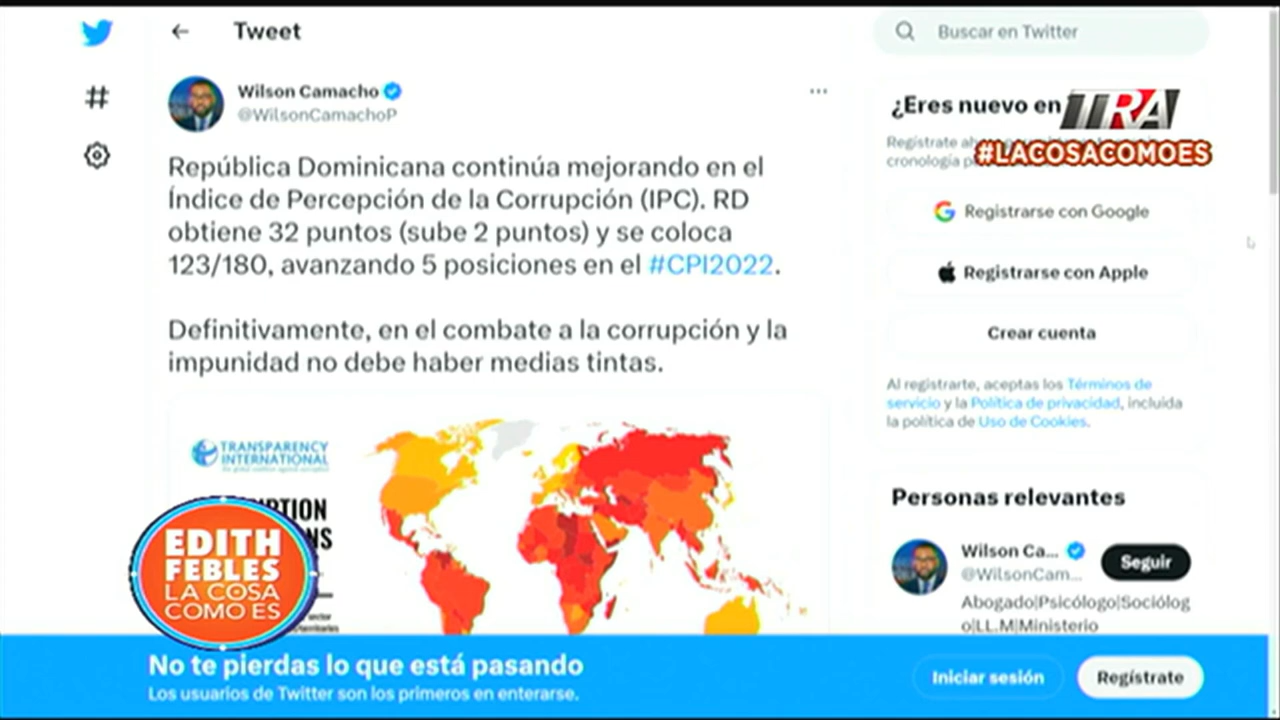 Tweet
Buscar en Twitter
Wilson Camacho
@WilsonCamachoP
República Dominicana continúa mejorando en el
Índice de Percepción de la Corrupción (IPC). RD
obtiene 32 puntos (sube 2 puntos) y se coloca
123/180, avanzando 5 posiciones en el #CPI2022.
Definitivamente, en el combate a la corrupción y la
impunidad no debe haber medias tintas.
TRANSPARENCY
INTERNATIONAL
the global coalition against corruption
EDITH
FEBLES
LA COSA
COMO ES
¿Eres nuevo en
TRA
Regístrate
cronología
#LACOSACOMOES
Registrarse con Google
Registrarse con Apple
Crear cuenta
Al registrarte, aceptas los Términos de
servicio y la Política de privacidad, incluida
la política de Uso de Cookies.
Personas relevantes
Wilson Ca...
@WilsonCam...
Seguir
Abogado|Psicólogo|Sociólog
o|LL.M|Ministerio
No te pierdas lo que está pasando
Los usuarios de Twitter son los primeros en enterarse.
Iniciar sesión
Regístrate